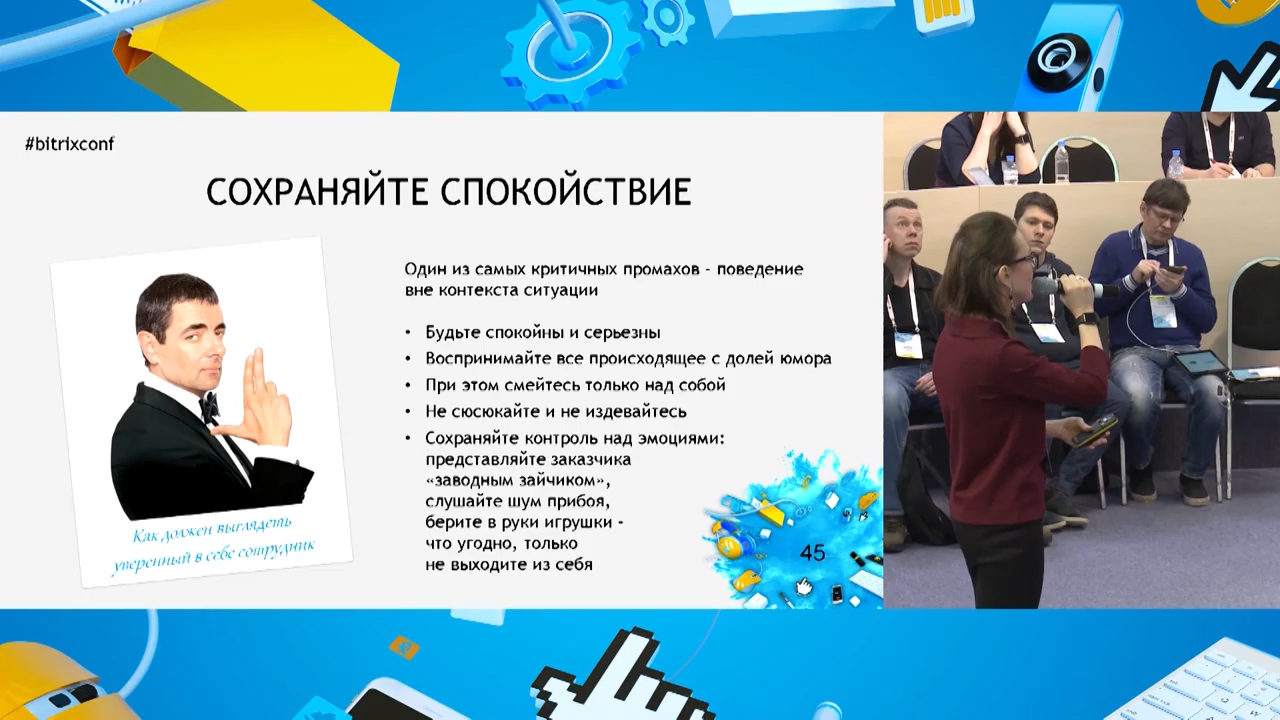 #bitrixconf
СОХРАНЯЙТЕ СПОКОЙСТВИЕ
Один из самых критичных промахов - поведение
вне контекста ситуации
• Будьте спокойны и серьезны
• Воспринимайте все происходящее с долей юмора
• При этом смейтесь только над собой
• Не сюсюкайте и не издевайтесь
• Сохраняйте контроль над эмоциями:
представляйте заказчика
«заводным зайчиком»,
слушайте шум прибоя,
берите в руки игрушки -
что угодно, только
не выходите из себя
Как должен выглядеть
уверенный в себе сотрудник
45